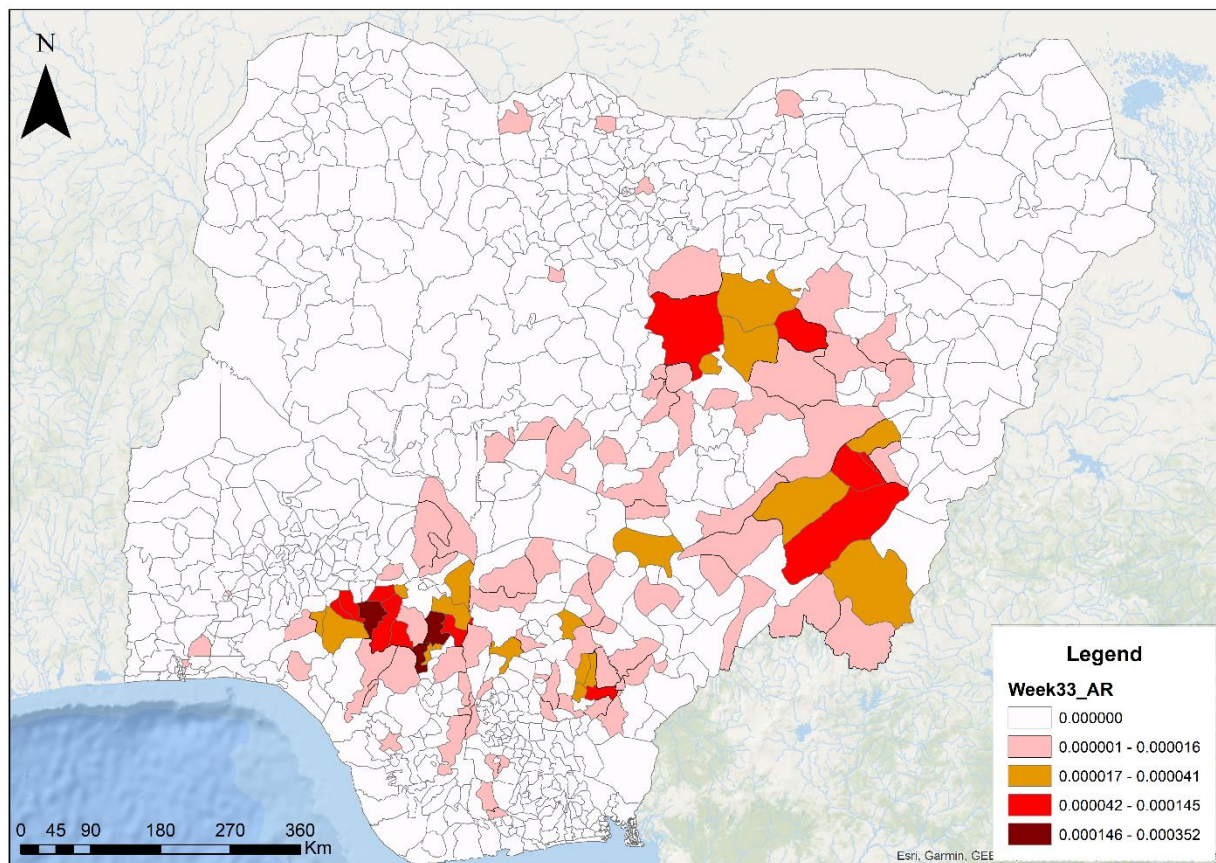 N
Legend
Week33_AR
0.000000
0.000001 - 0.000016
0.000017 - 0.000041
0.000042 - 0.000145
0.000146 - 0.000352
0 45 90 180 270 360
Km
Esri, Garmin, GEE